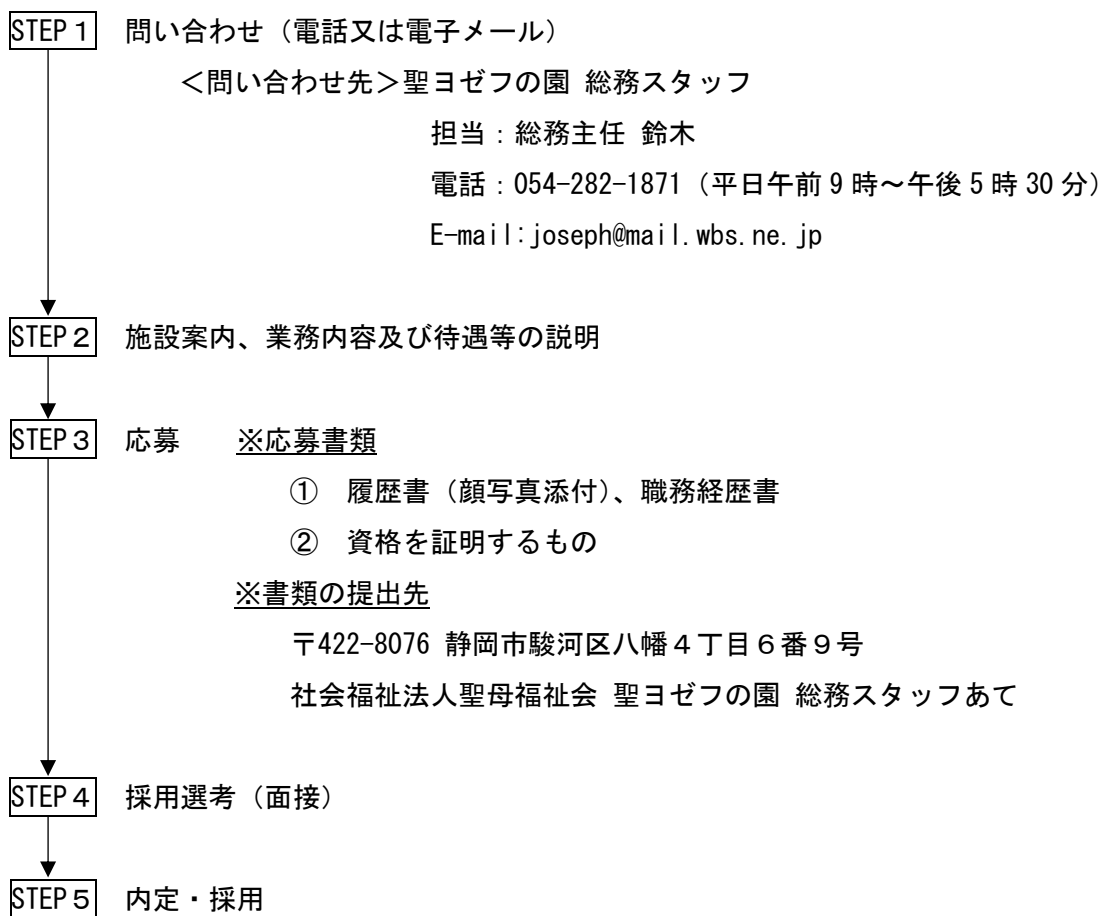 STEP１ 問い合わせ（電話又は電子メール）
＜問い合わせ先＞聖ヨゼフの園 総務スタッフ
担当：総務主任 鈴木
電話：054-282-1871（平日午前９時～午後５時30分）
E-mail:joseph@mail.wbs.ne.jp
STEP２ 施設案内、業務内容及び待遇等の説明
STEP３ 応募 ※応募書類
① 履歴書（顔写真添付）、職務経歴書
② 資格を証明するもの
※書類の提出先
〒422-8076 静岡市駿河区八幡４丁目６番９号
社会福祉法人聖母福祉会 聖ヨゼフの園 総務スタッフあて
STEP４ 採用選考（面接）
STEP５ 内定・採用